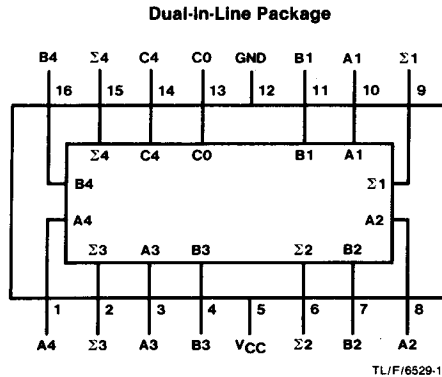 Dual-In-Line Package
B4 Σ4 C4 C0 GND B1 A1 Σ1
16 15 14 13 12 11 10 9
Σ4 C4 C0 B1 A1
B4 Σ1
A4 A2
Σ3 A3 B3 Σ2 B2
1 2 3 4 5 6 7 8
A4 Σ3 A3 B3 VCC Σ2 B2 A2
TL/F/6529-1